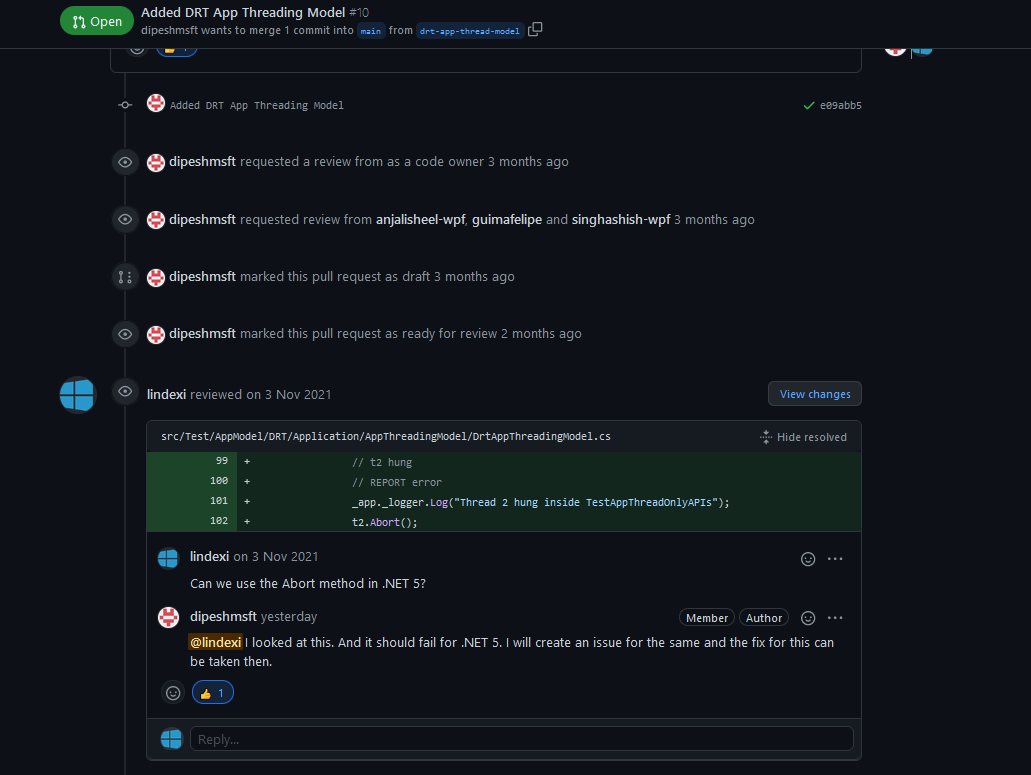 Open
Added DRT App Threading Model #10
dipeshmsft wants to merge 1 commit into main from drt-app-thread-model
Added DRT App Threading Model e09abb5
dipeshmsft requested a review from as a code owner 3 months ago
dipeshmsft requested review from anjalisheel-wpf, guimafelipe and singhashish-wpf 3 months ago
dipeshmsft marked this pull request as draft 3 months ago
dipeshmsft marked this pull request as ready for review 2 months ago
lindexi reviewed on 3 Nov 2021 View changes
src/Test/AppModel/DRT/Application/AppThreadingModel/DrtAppThreadingModel.cs Hide resolved
99 + // t2 hung
100 + // REPORT error
101 + _app._logger.Log("Thread 2 hung inside TestAppThreadOnlyAPIs");
102 + t2.Abort();
lindexi on 3 Nov 2021
Can we use the Abort method in .NET 5?
dipeshmsft yesterday Member Author
@lindexi I looked at this. And it should fail for .NET 5. I will create an issue for the same and the fix for this can
be taken then.
👍 1
Reply...